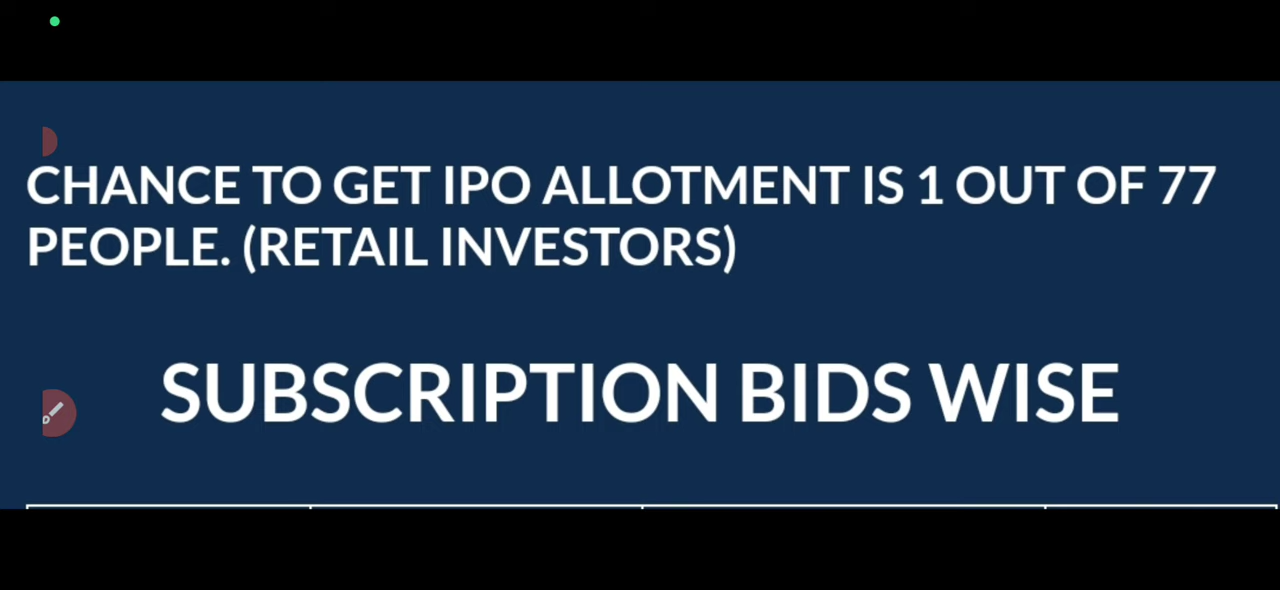 CHANCE TO GET IPO ALLOTMENT IS 1 OUT OF 77
PEOPLE. (RETAIL INVESTORS)
SUBSCRIPTION BIDS WISE